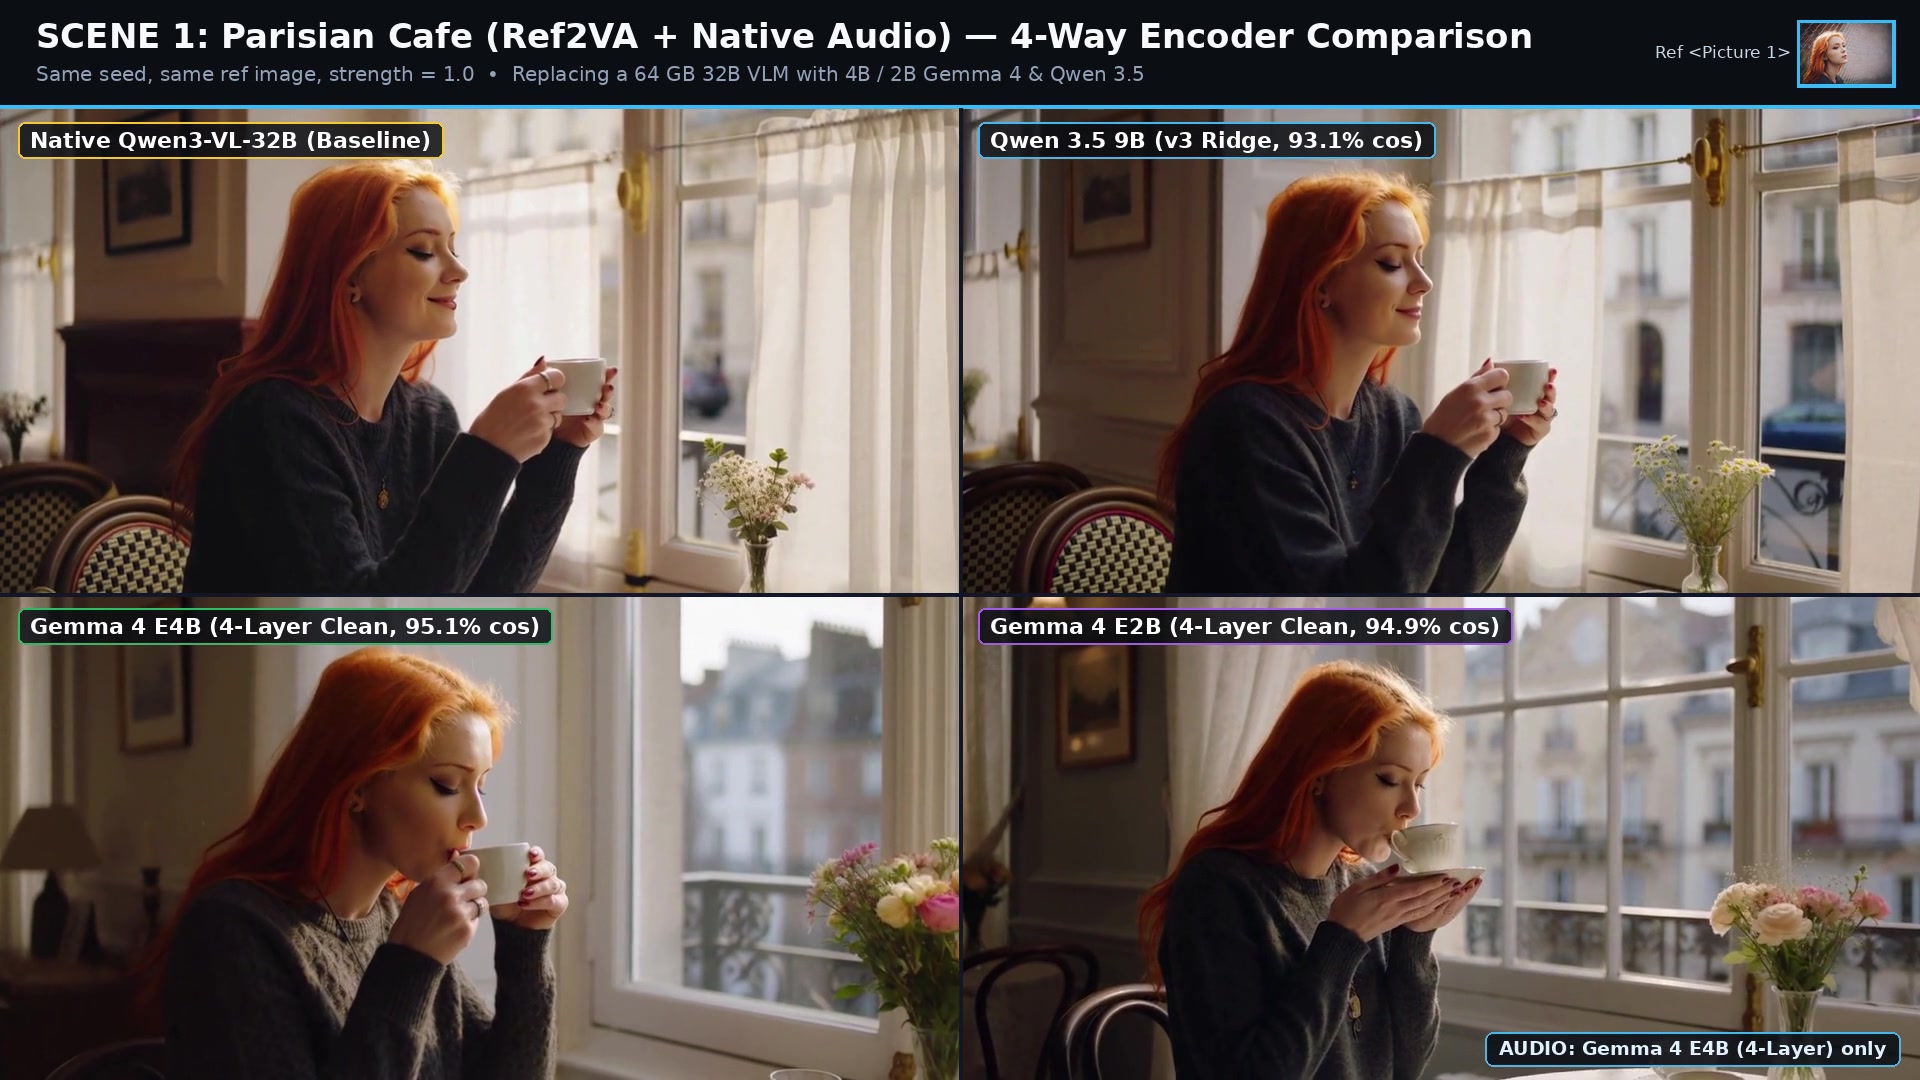 SCENE 1: Parisian Cafe (Ref2VA + Native Audio) — 4-Way Encoder Comparison
Same seed, same ref image, strength = 1.0 • Replacing a 64 GB 32B VLM with 4B / 2B Gemma 4 & Qwen 3.5
Ref <Picture 1>
Native Qwen3-VL-32B (Baseline)
Qwen 3.5 9B (v3 Ridge, 93.1% cos)
Gemma 4 E4B (4-Layer Clean, 95.1% cos)
Gemma 4 E2B (4-Layer Clean, 94.9% cos)
AUDIO: Gemma 4 E4B (4-Layer) only